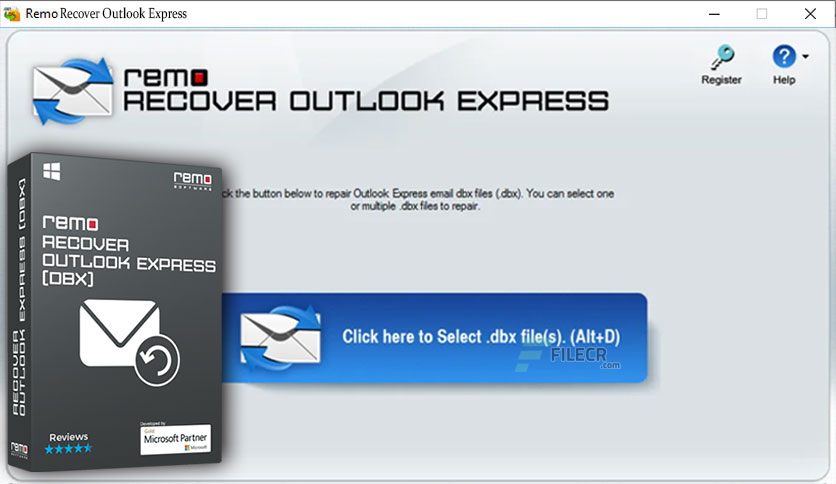 Remo Recover Outlook Express
remo
RECOVER OUTLOOK EXPRESS
Register
Help
the button below to repair Outlook Express email dbx files (.dbx). You can select one
or multiple .dbx files to repair.
Click here to Select .dbx file(s). (Alt+D)
FILECR
.com
remo
SOFTWARE
remo
RECOVER
OUTLOOK EXPRESS
[DBX]
Reviews
Developed by
Gold
Microsoft Partner
Microsoft
RECOVER
OUTLOOK EXPRESS [DBX]
remo